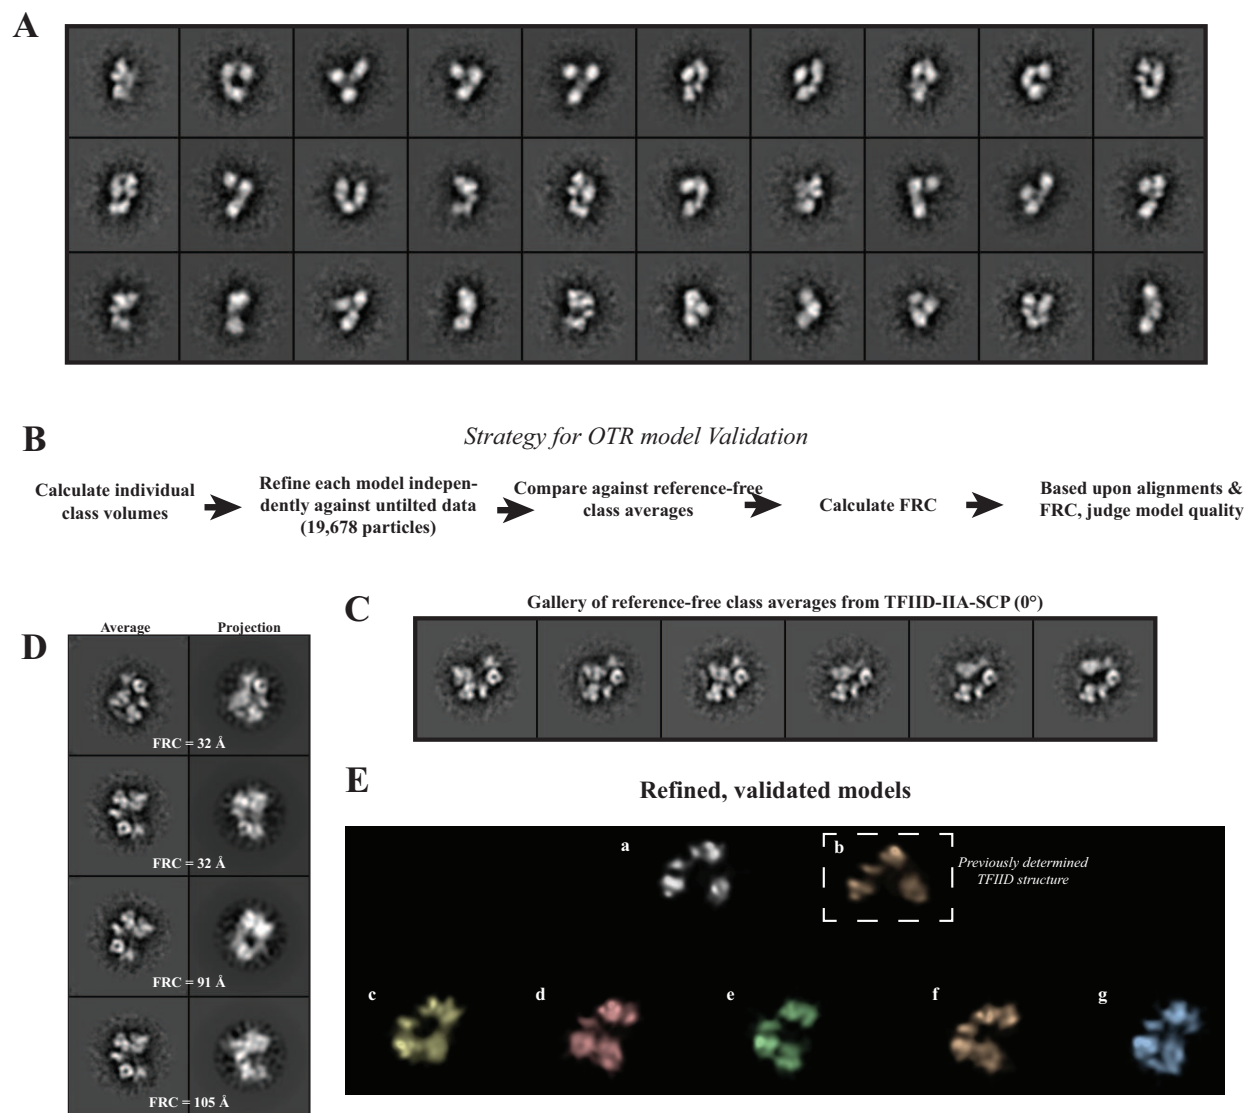 A
B
Strategy for OTR model Validation
Calculate individual
class volumes
Refine each model indepen-
dently against untilted data
(19,678 particles)
Compare against reference-free
class averages
Calculate FRC
Based upon alignments &
FRC, judge model quality
C
Gallery of reference-free class averages from TFIID-IIA-SCP (0°)
D
Average
Projection
FRC = 32 Å
FRC = 32 Å
FRC = 91 Å
FRC = 105 Å
E
Refined, validated models
a
b
Previously determined
TFIID structure
c
d
e
f
g